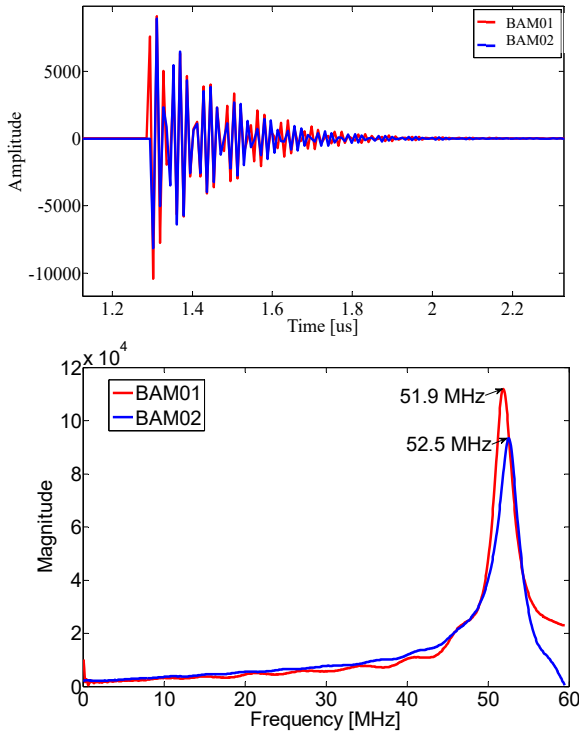 BAM01
BAM02
5000
0
-5000
-10000
Amplitude
1.2 1.4 1.6 1.8 2 2.2
Time [us]
12 × 10⁴
BAM01
BAM02
51.9 MHz
52.5 MHz
10
8
6
4
2
0
Magnitude
0 10 20 30 40 50 60
Frequency [MHz]